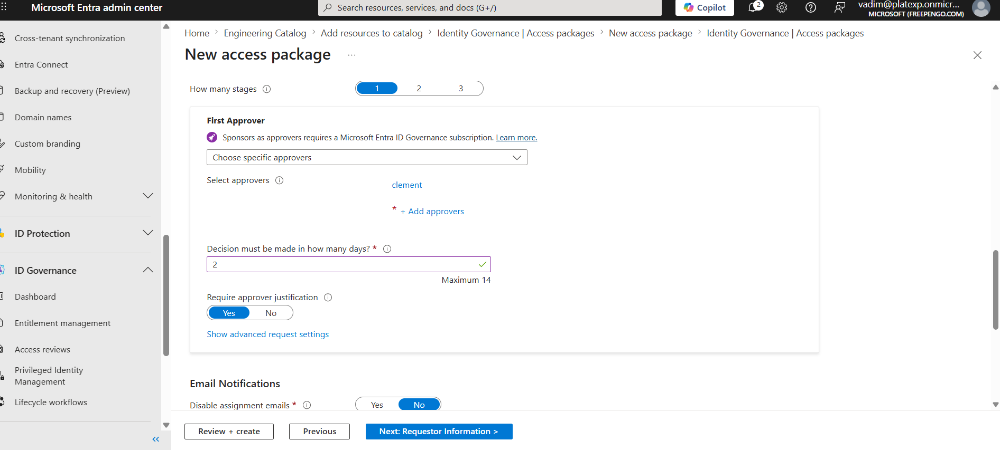 Microsoft Entra admin center
Search resources, services, and docs (G+/)
Copilot
2
vadim@platexp.onmicr...
MICROSOFT (FREEPENGO.COM)
Cross-tenant synchronization
Entra Connect
Backup and recovery (Preview)
Domain names
Custom branding
Mobility
Monitoring & health
ID Protection
ID Governance
Dashboard
Entitlement management
Access reviews
Privileged Identity
Management
Lifecycle workflows
Home > Engineering Catalog > Add resources to catalog > Identity Governance | Access packages > New access package > Identity Governance | Access packages
New access package ...
How many stages
1 2 3
First Approver
Sponsors as approvers requires a Microsoft Entra ID Governance subscription. Learn more.
Choose specific approvers
Select approvers
clement
* + Add approvers
Decision must be made in how many days? *
2
Maximum 14
Require approver justification
Yes No
Show advanced request settings
Email Notifications
Disable assignment emails *
Yes No
Review + create
Previous
Next: Requestor Information >